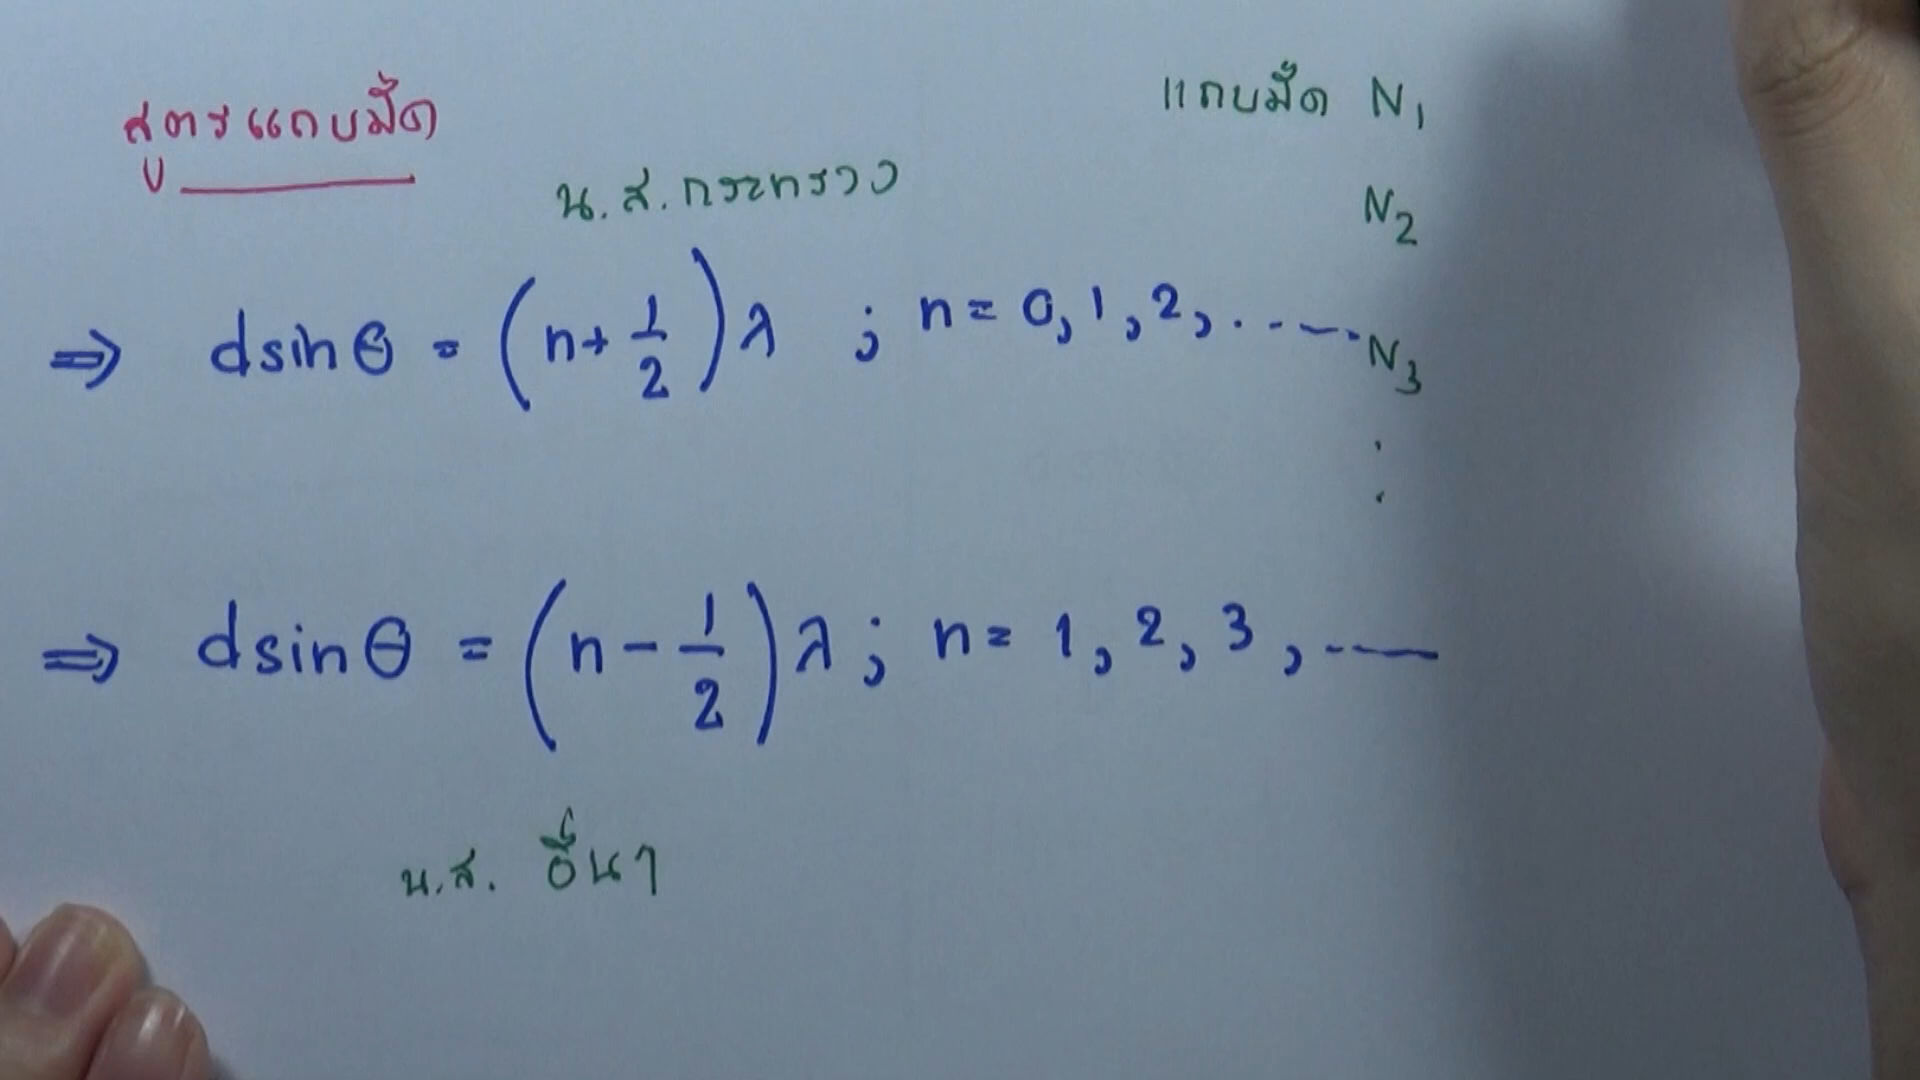 สูตรแถบมืด
แถบมืด N₁
น.ส.กระทรวง
N₂
⇒ dsinθ = (n+1/2)λ ; n= 0,1,2,.....
N₃
⇒ dsinθ = (n-1/2)λ; n= 1,2,3,....
น.ส. อื่นๆ